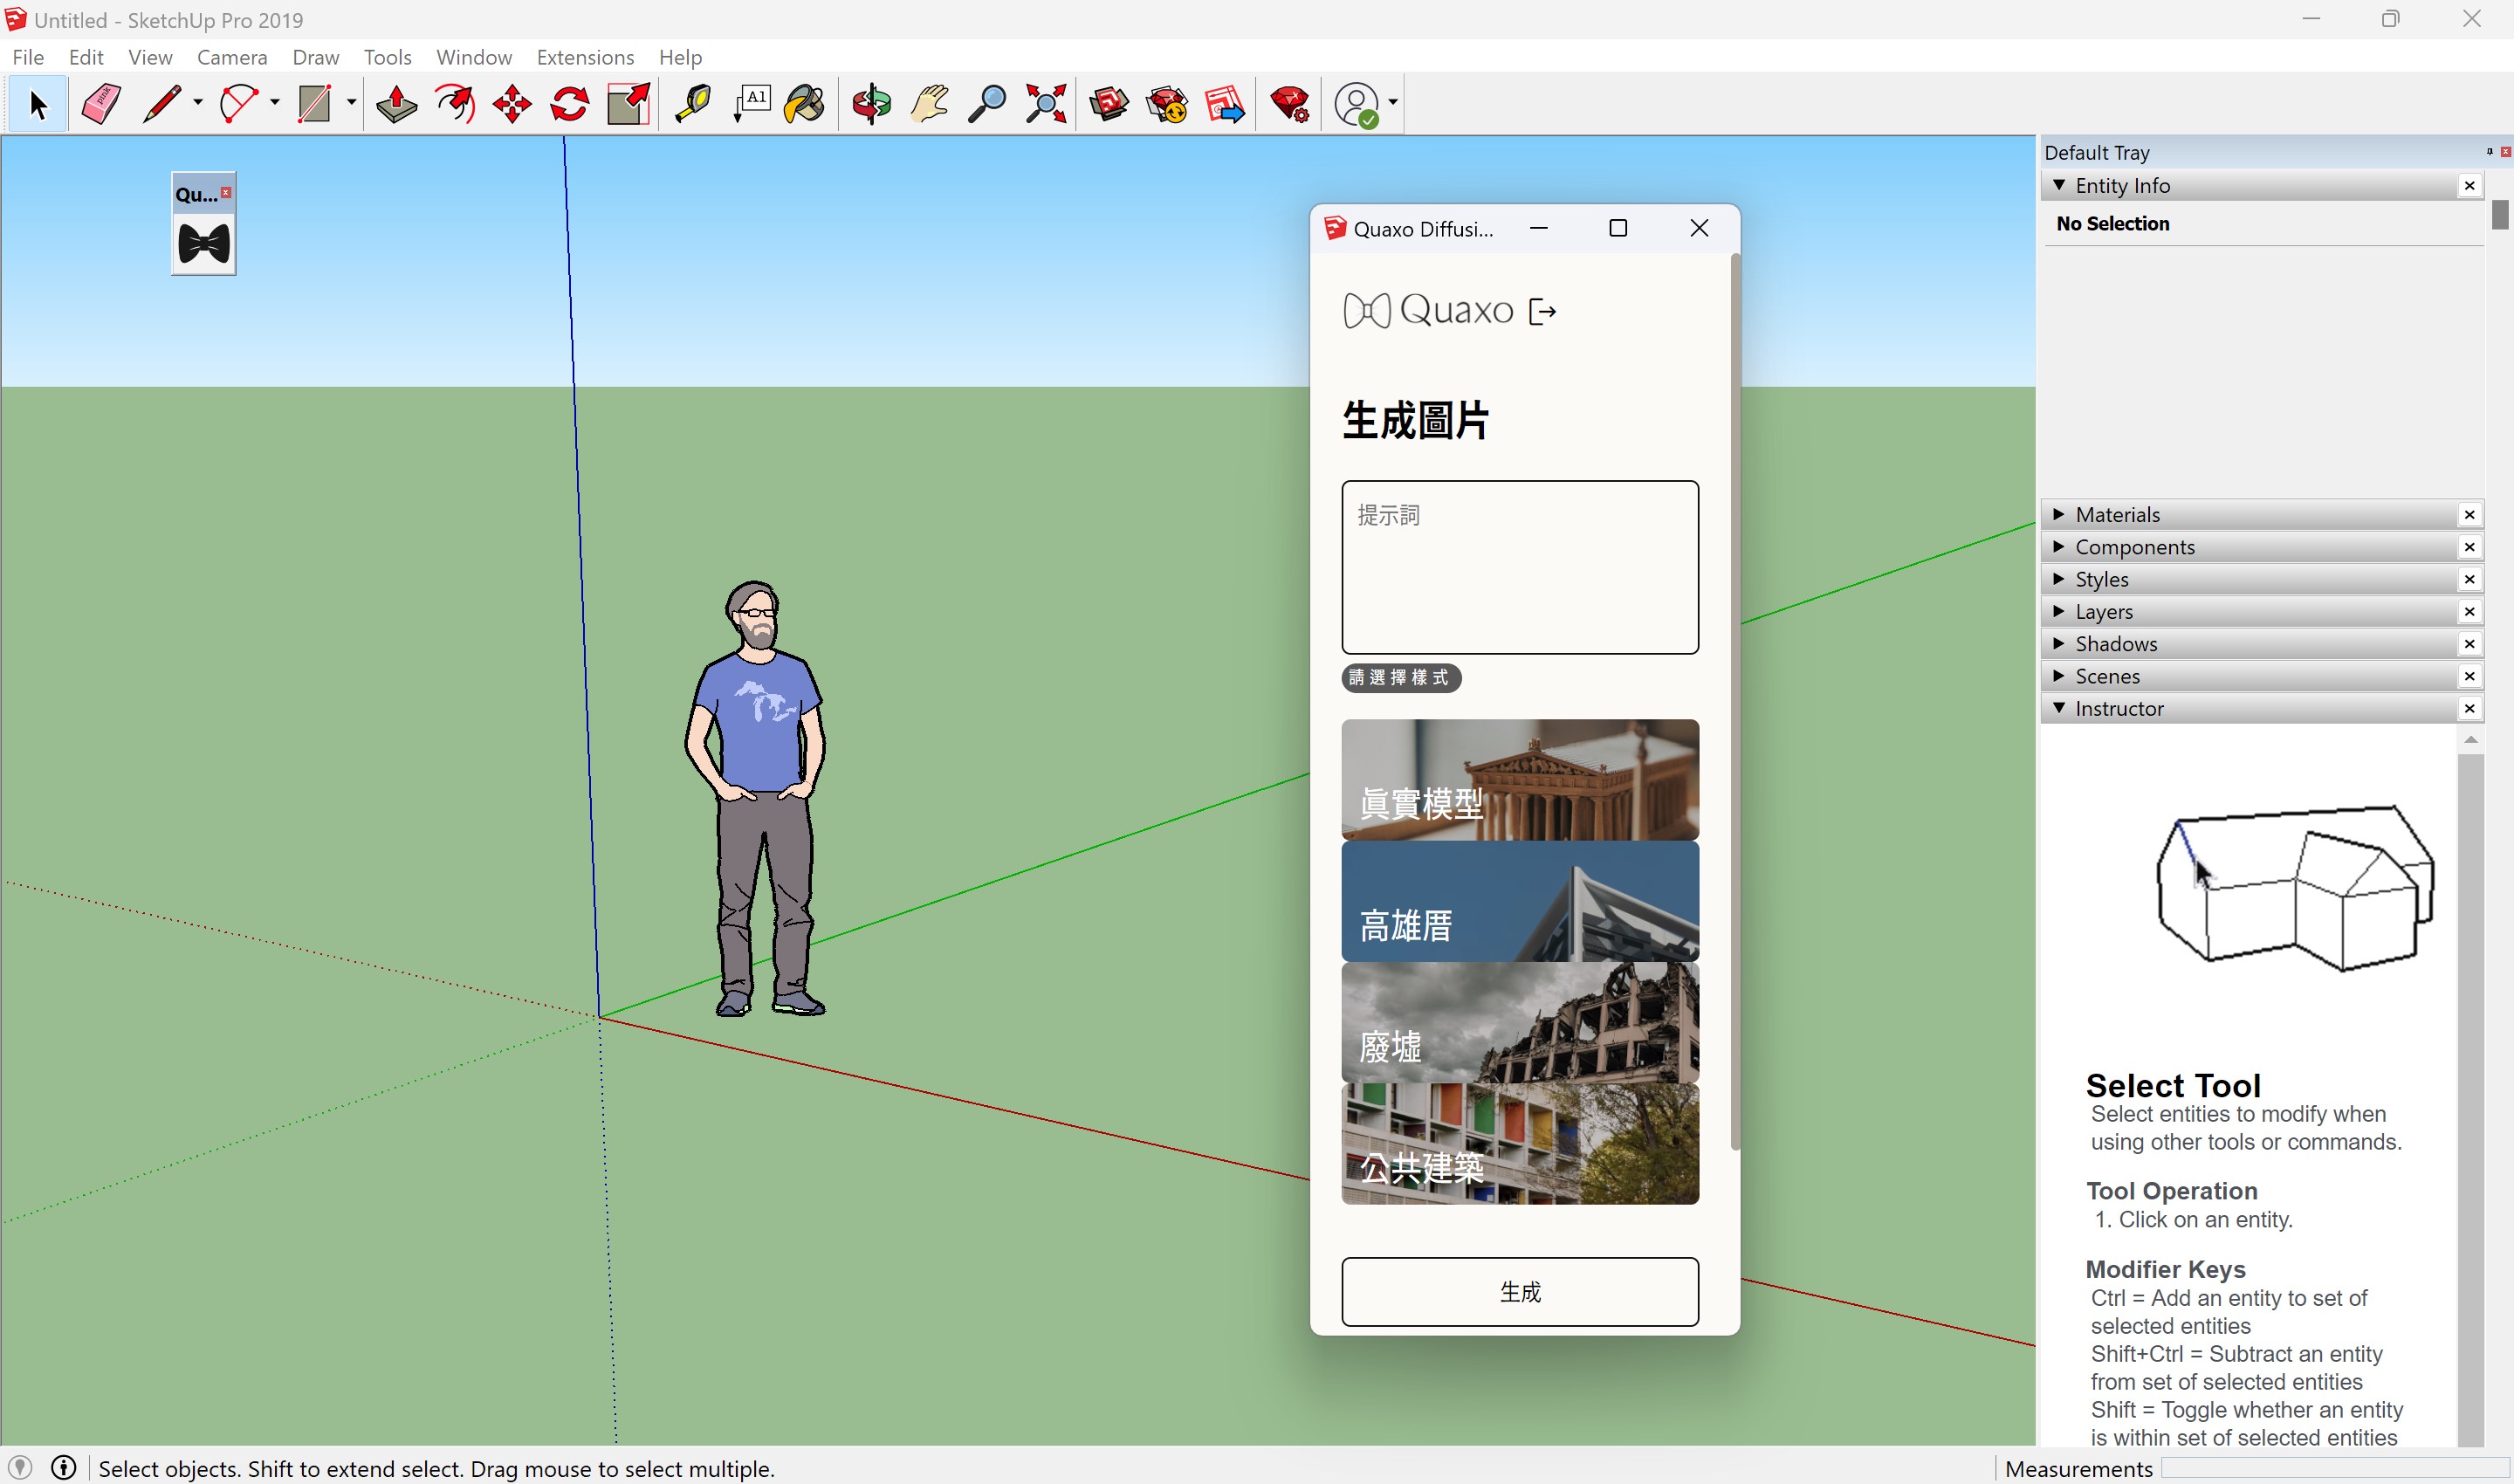 Untitled - SketchUp Pro 2019
File Edit View Camera Draw Tools Window Extensions Help
pink
A1
Qu...
Quaxo Diffusi...
Quaxo
生成圖片
提示詞
請選擇樣式
眞實模型
高雄厝
廢墟
公共建築
生成
Default Tray
Entity Info
No Selection
Materials
Components
Styles
Layers
Shadows
Scenes
Instructor
Select Tool
Select entities to modify when
using other tools or commands.
Tool Operation
1. Click on an entity.
Modifier Keys
Ctrl = Add an entity to set of
selected entities
Shift+Ctrl = Subtract an entity
from set of selected entities
Shift = Toggle whether an entity
is within set of selected entities
Select objects. Shift to extend select. Drag mouse to select multiple.
Measurements